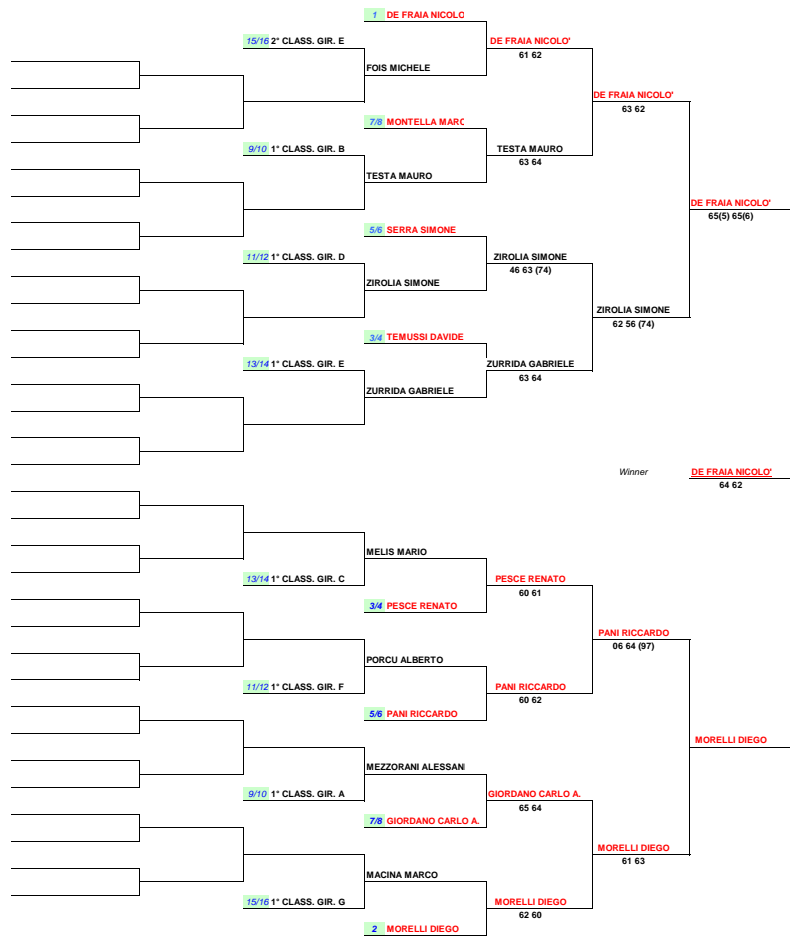 1 DE FRAIA NICOLO
15/16 2° CLASS. GIR. E
DE FRAIA NICOLO'
61 62
FOIS MICHELE
DE FRAIA NICOLO'
63 62
7/8 MONTELLA MARC
9/10 1° CLASS. GIR. B
TESTA MAURO
63 64
TESTA MAURO
DE FRAIA NICOLO'
65(5) 65(6)
5/6 SERRA SIMONE
11/12 1° CLASS. GIR. D
ZIROLIA SIMONE
46 63 (74)
ZIROLIA SIMONE
ZIROLIA SIMONE
62 56 (74)
3/4 TEMUSSI DAVIDE
13/14 1° CLASS. GIR. E
ZURRIDA GABRIELE
63 64
ZURRIDA GABRIELE
Winner
DE FRAIA NICOLO'
64 62
MELIS MARIO
13/14 1° CLASS. GIR. C
PESCE RENATO
60 61
3/4 PESCE RENATO
PANI RICCARDO
06 64 (97)
PORCU ALBERTO
11/12 1° CLASS. GIR. F
PANI RICCARDO
60 62
5/6 PANI RICCARDO
MORELLI DIEGO
MEZZORANI ALESSAN
9/10 1° CLASS. GIR. A
GIORDANO CARLO A.
65 64
7/8 GIORDANO CARLO A.
MORELLI DIEGO
61 63
MACINA MARCO
15/16 1° CLASS. GIR. G
MORELLI DIEGO
62 60
2 MORELLI DIEGO